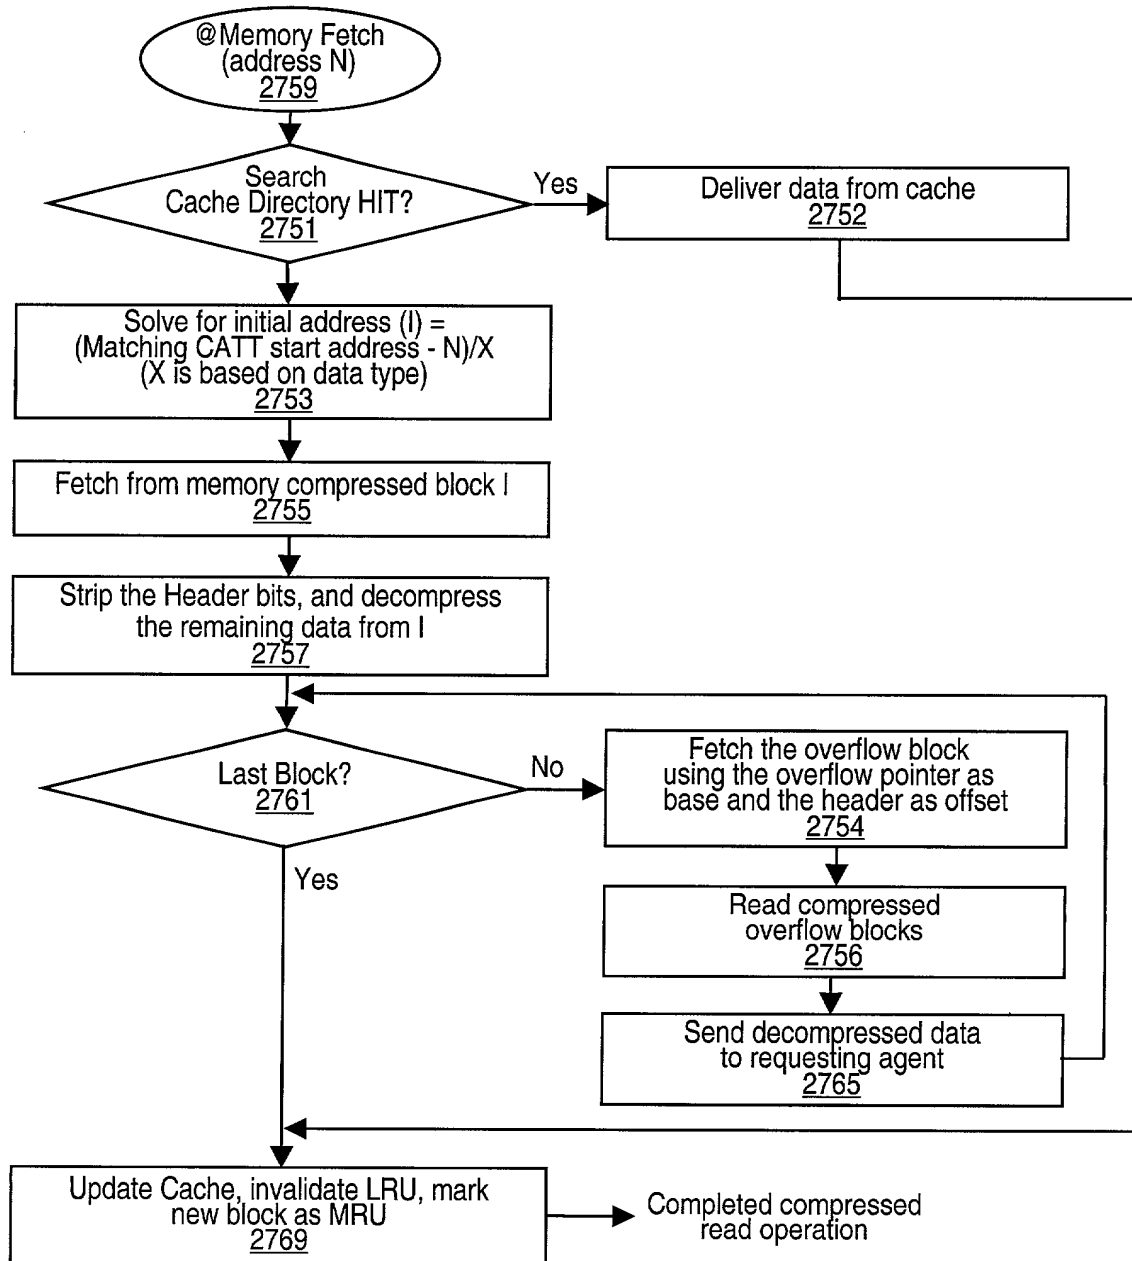 @Memory Fetch
(address N)
2759
Search
Cache Directory HIT?
2751
Yes
Deliver data from cache
2752
Solve for initial address (I) =
(Matching CATT start address - N)/X
(X is based on data type)
2753
Fetch from memory compressed block I
2755
Strip the Header bits, and decompress
the remaining data from I
2757
Last Block?
2761
No
Fetch the overflow block
using the overflow pointer as
base and the header as offset
2754
Yes
Read compressed
overflow blocks
2756
Send decompressed data
to requesting agent
2765
Update Cache, invalidate LRU, mark
new block as MRU
2769
Completed compressed
read operation